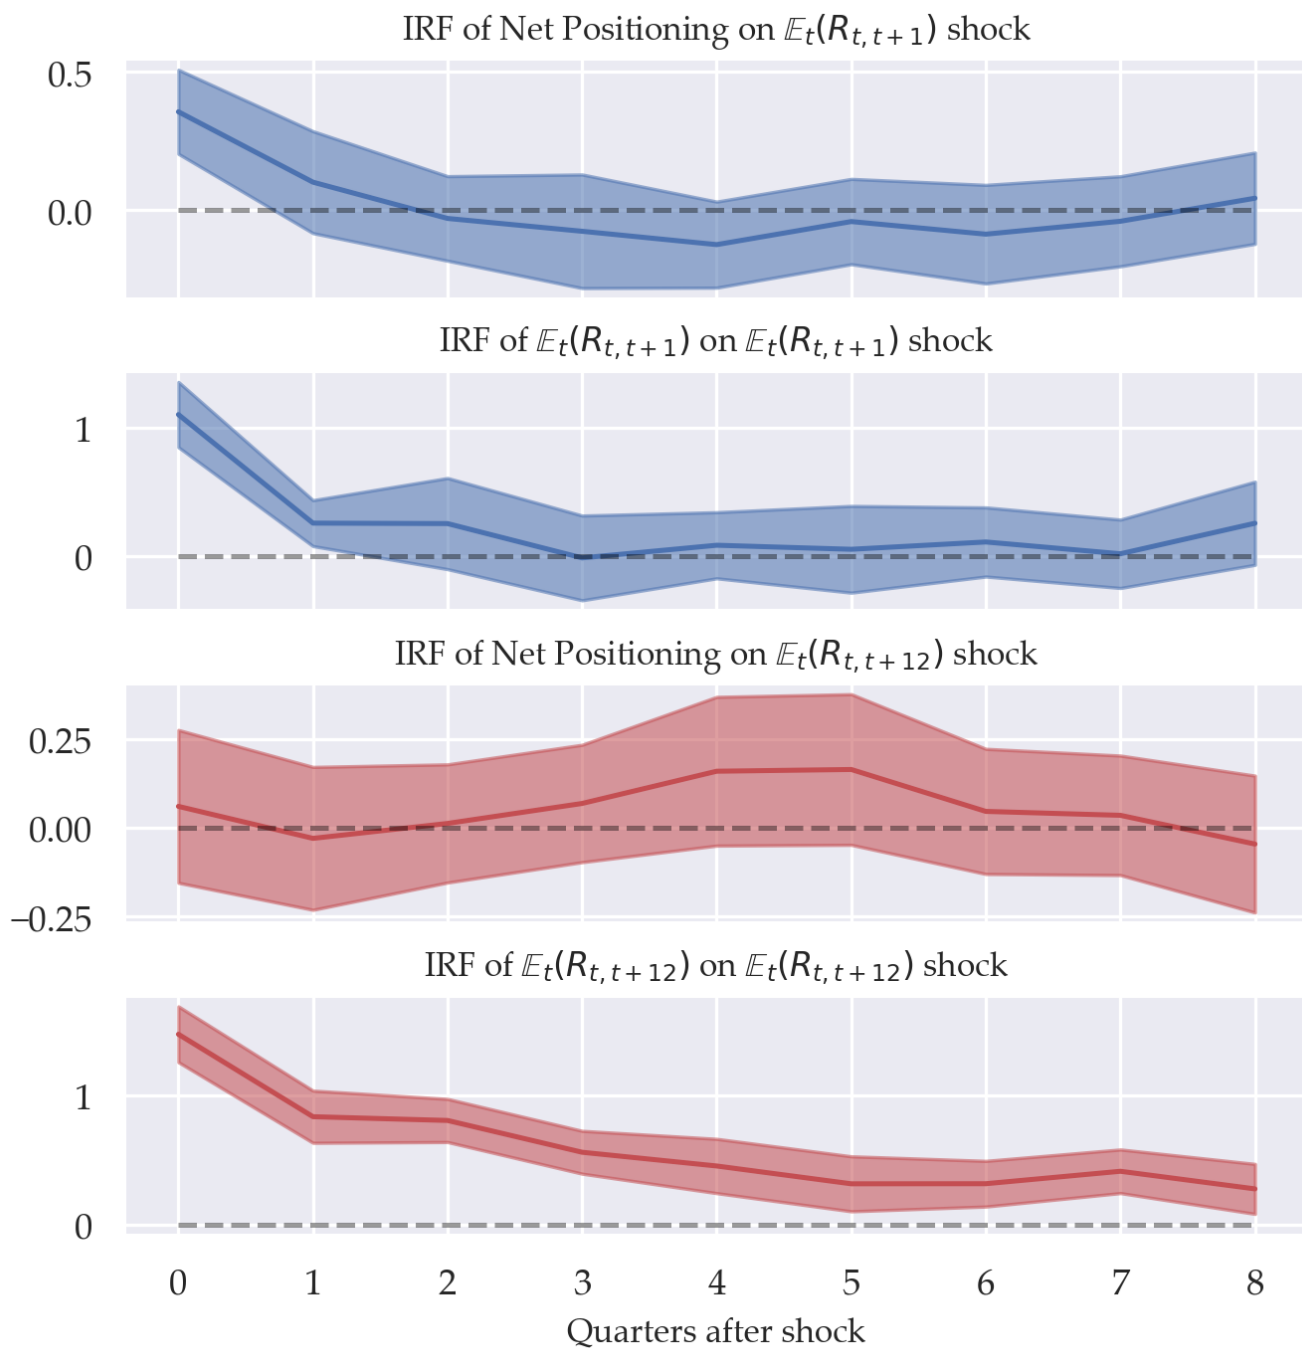 IRF of Net Positioning on 𝔼t(Rt, t+1) shock
0.5
0.0
IRF of 𝔼t(Rt, t+1) on 𝔼t(Rt, t+1) shock
1
0
IRF of Net Positioning on 𝔼t(Rt, t+12) shock
0.25
0.00
−0.25
IRF of 𝔼t(Rt, t+12) on 𝔼t(Rt, t+12) shock
1
0
0 1 2 3 4 5 6 7 8
Quarters after shock